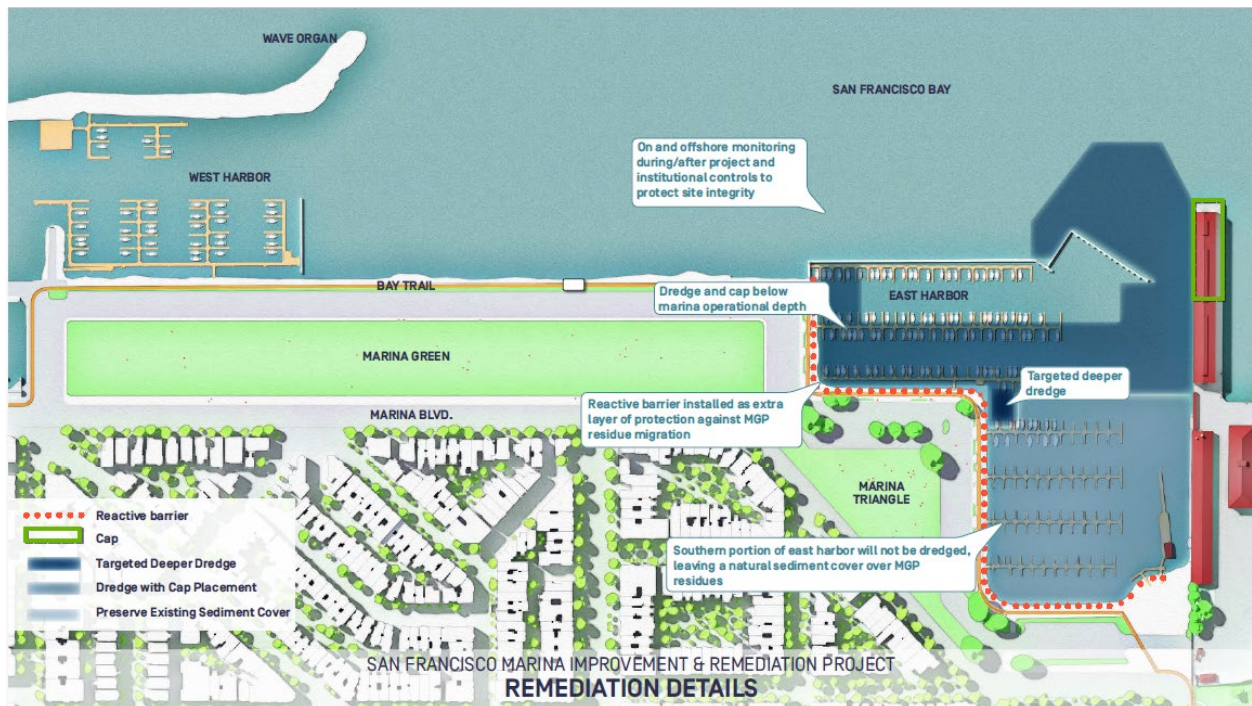 WAVE ORGAN
SAN FRANCISCO BAY
On and offshore monitoring
during/after project and
institutional controls to
protect site integrity
WEST HARBOR
BAY TRAIL
Dredge and cap below
marina operational depth
EAST HARBOR
MARINA GREEN
Targeted deeper
dredge
Reactive barrier installed as extra
layer of protection against MGP
residue migration
MARINA BLVD.
MARINA
TRIANGLE
Southern portion of east harbor will not be dredged,
leaving a natural sediment cover over MGP
residues
Reactive barrier
Cap
Targeted Deeper Dredge
Dredge with Cap Placement
Preserve Existing Sediment Cover
SAN FRANCISCO MARINA IMPROVEMENT & REMEDIATION PROJECT
REMEDIATION DETAILS